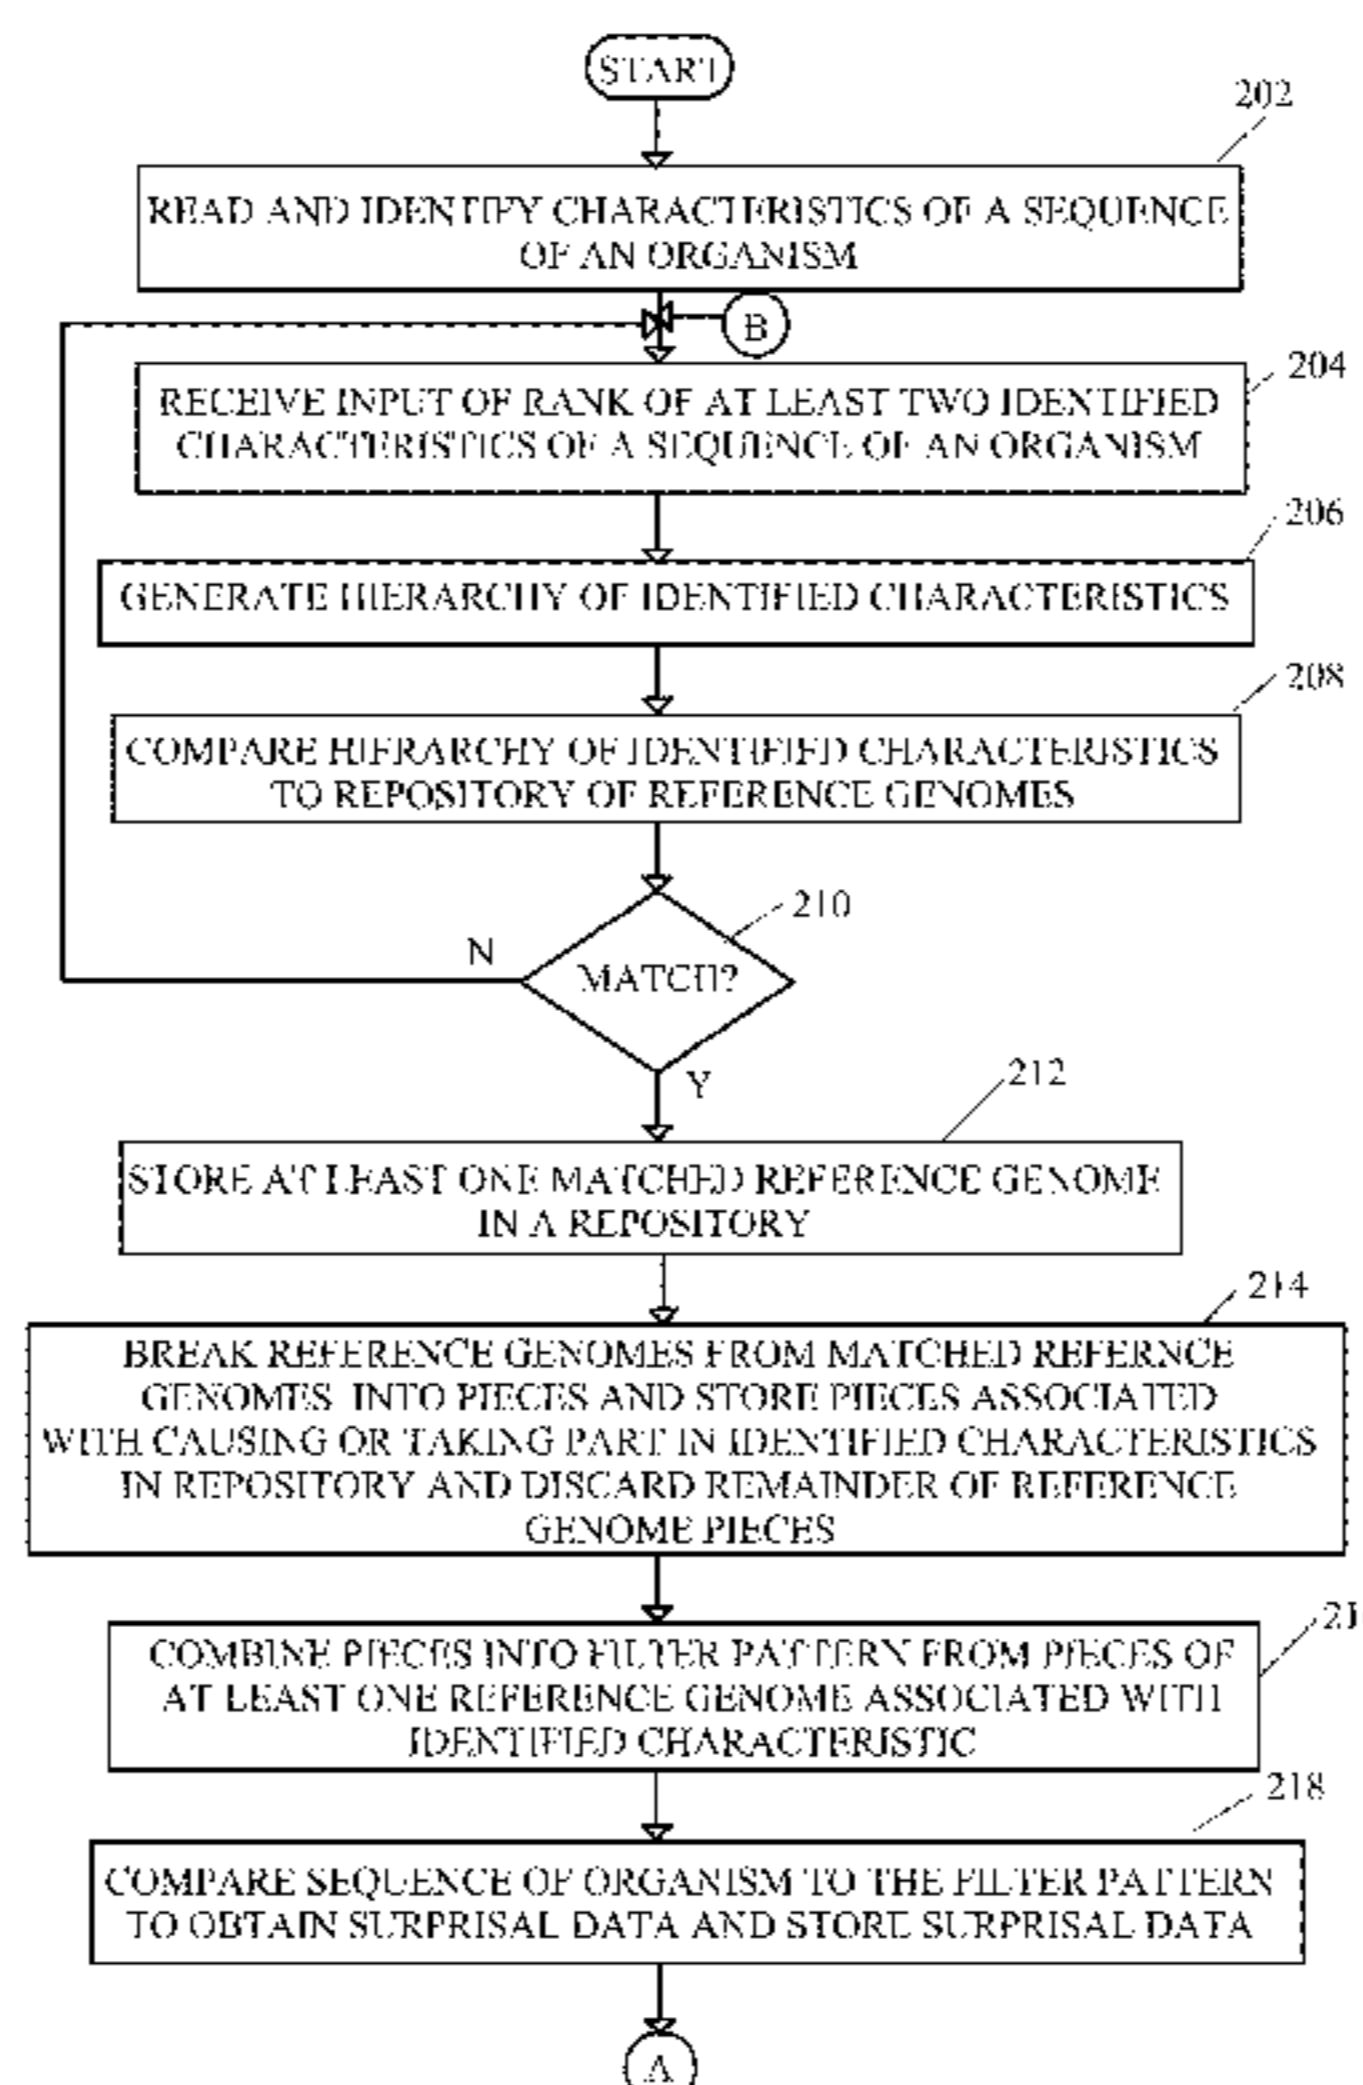 START
202
READ AND IDENTIFY CHARACTERISTICS OF A SEQUENCE
OF AN ORGANISM
B
204
RECEIVE INPUT OF RANK OF AT LEAST TWO IDENTIFIED
CHARACTERISTICS OF A SEQUENCE OF AN ORGANISM
206
GENERATE HIERARCHY OF IDENTIFIED CHARACTERISTICS
208
COMPARE HIERARCHY OF IDENTIFIED CHARACTERISTICS
TO REPOSITORY OF REFERENCE GENOMES
210
N
MATCH?
Y
212
STORE AT LEAST ONE MATCHED REFERENCE GENOME
IN A REPOSITORY
214
BREAK REFERENCE GENOMES FROM MATCHED REFERNCE
GENOMES INTO PIECES AND STORE PIECES ASSOCIATED
WITH CAUSING OR TAKING PART IN IDENTIFIED CHARACTERISTICS
IN REPOSITORY AND DISCARD REMAINDER OF REFERENCE
GENOME PIECES
21
COMBINE PIECES INTO FILTER PATTERN FROM PIECES OF
AT LEAST ONE REFERENCE GENOME ASSOCIATED WITH
IDENTIFIED CHARACTERISTIC
218
COMPARE SEQUENCE OF ORGANISM TO THE FILTER PATTERN
TO OBTAIN SURPRISAL DATA AND STORE SURPRISAL DATA
A